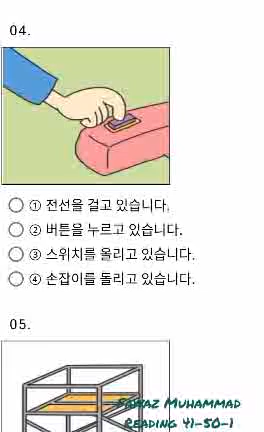 04.
① 전선을 걸고 있습니다.
② 버튼을 누르고 있습니다.
③ 스위치를 올리고 있습니다.
④ 손잡이를 돌리고 있습니다.
05.
Fawaz Muhammad
Reading 41-50-1